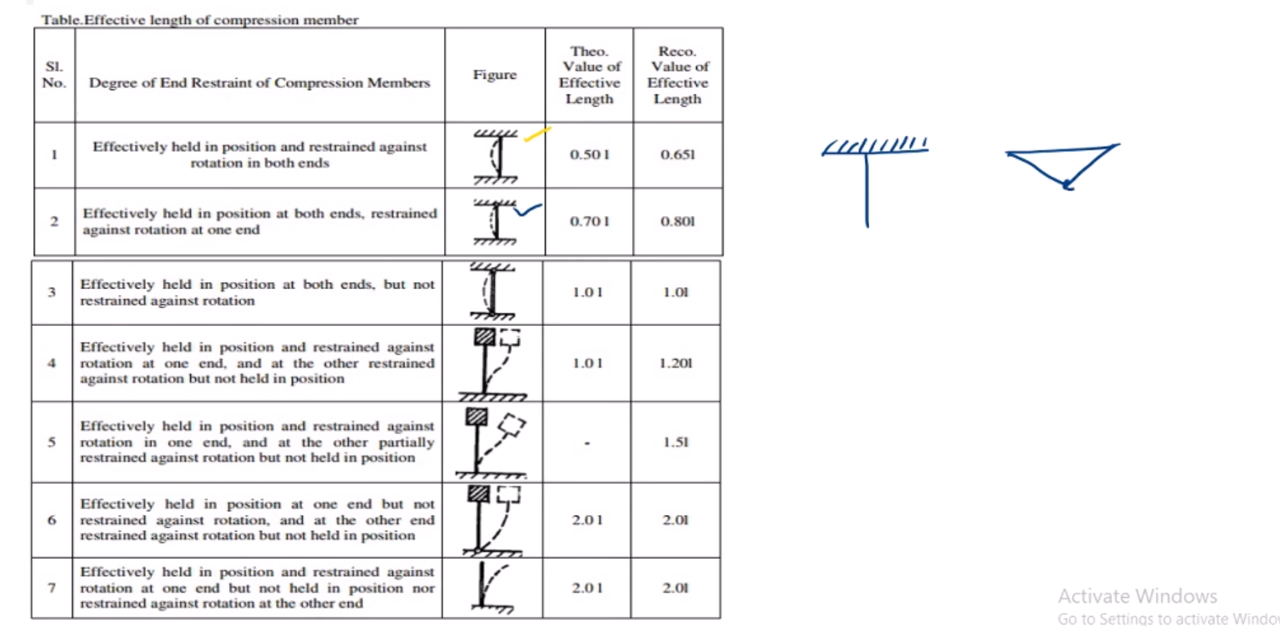 Table.Effective length of compression member
Sl.
No.
Degree of End Restraint of Compression Members
Figure
Theo.
Value of
Effective
Length
Reco.
Value of
Effective
Length
1
Effectively held in position and restrained against
rotation in both ends
0.50 l
0.65l
2
Effectively held in position at both ends, restrained
against rotation at one end
0.70 l
0.80l
3
Effectively held in position at both ends, but not
restrained against rotation
1.0 l
1.0l
4
Effectively held in position and restrained against
rotation at one end, and at the other restrained
against rotation but not held in position
1.0 l
1.20l
5
Effectively held in position and restrained against
rotation in one end, and at the other partially
restrained against rotation but not held in position
-
1.5l
6
Effectively held in position at one end but not
restrained against rotation, and at the other end
restrained against rotation but not held in position
2.0 l
2.0l
7
Effectively held in position and restrained against
rotation at one end but not held in position nor
restrained against rotation at the other end
2.0 l
2.0l
Activate Windows
Go to Settings to activate Windo